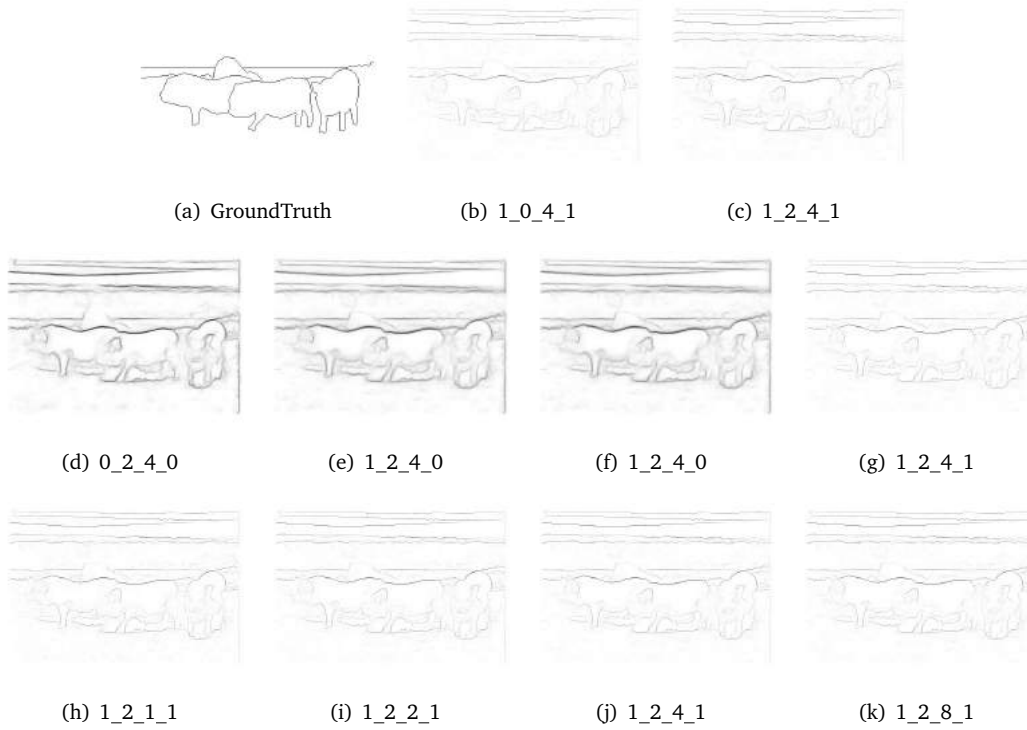 (a) GroundTruth
(b) 1_0_4_1
(c) 1_2_4_1
(d) 0_2_4_0
(e) 1_2_4_0
(f) 1_2_4_0
(g) 1_2_4_1
(h) 1_2_1_1
(i) 1_2_2_1
(j) 1_2_4_1
(k) 1_2_8_1